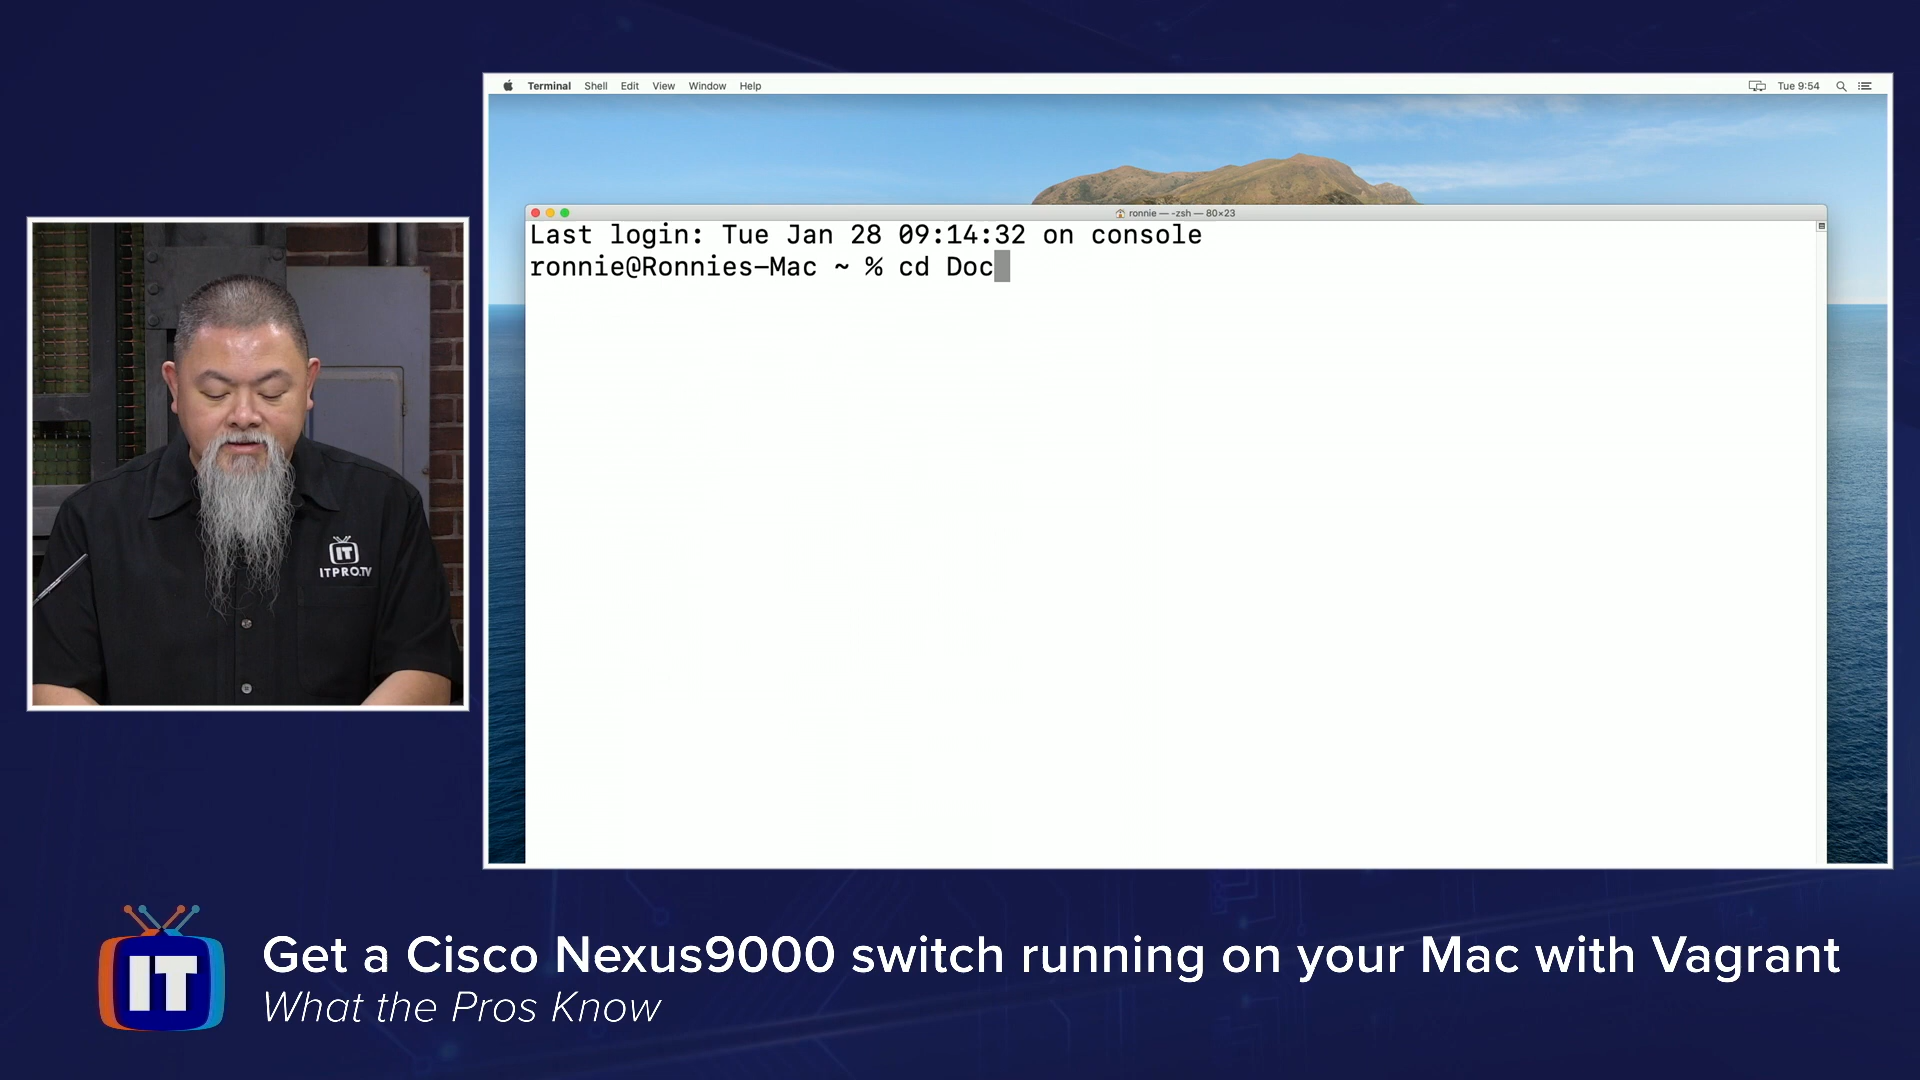 Terminal Shell Edit View Window Help
Tue 9:54
ronnie — -zsh — 80×23
Last login: Tue Jan 28 09:14:32 on console
ronnie@Ronnies-Mac ~ % cd Doc
IT
ITPRO.TV
IT
Get a Cisco Nexus9000 switch running on your Mac with Vagrant
What the Pros Know